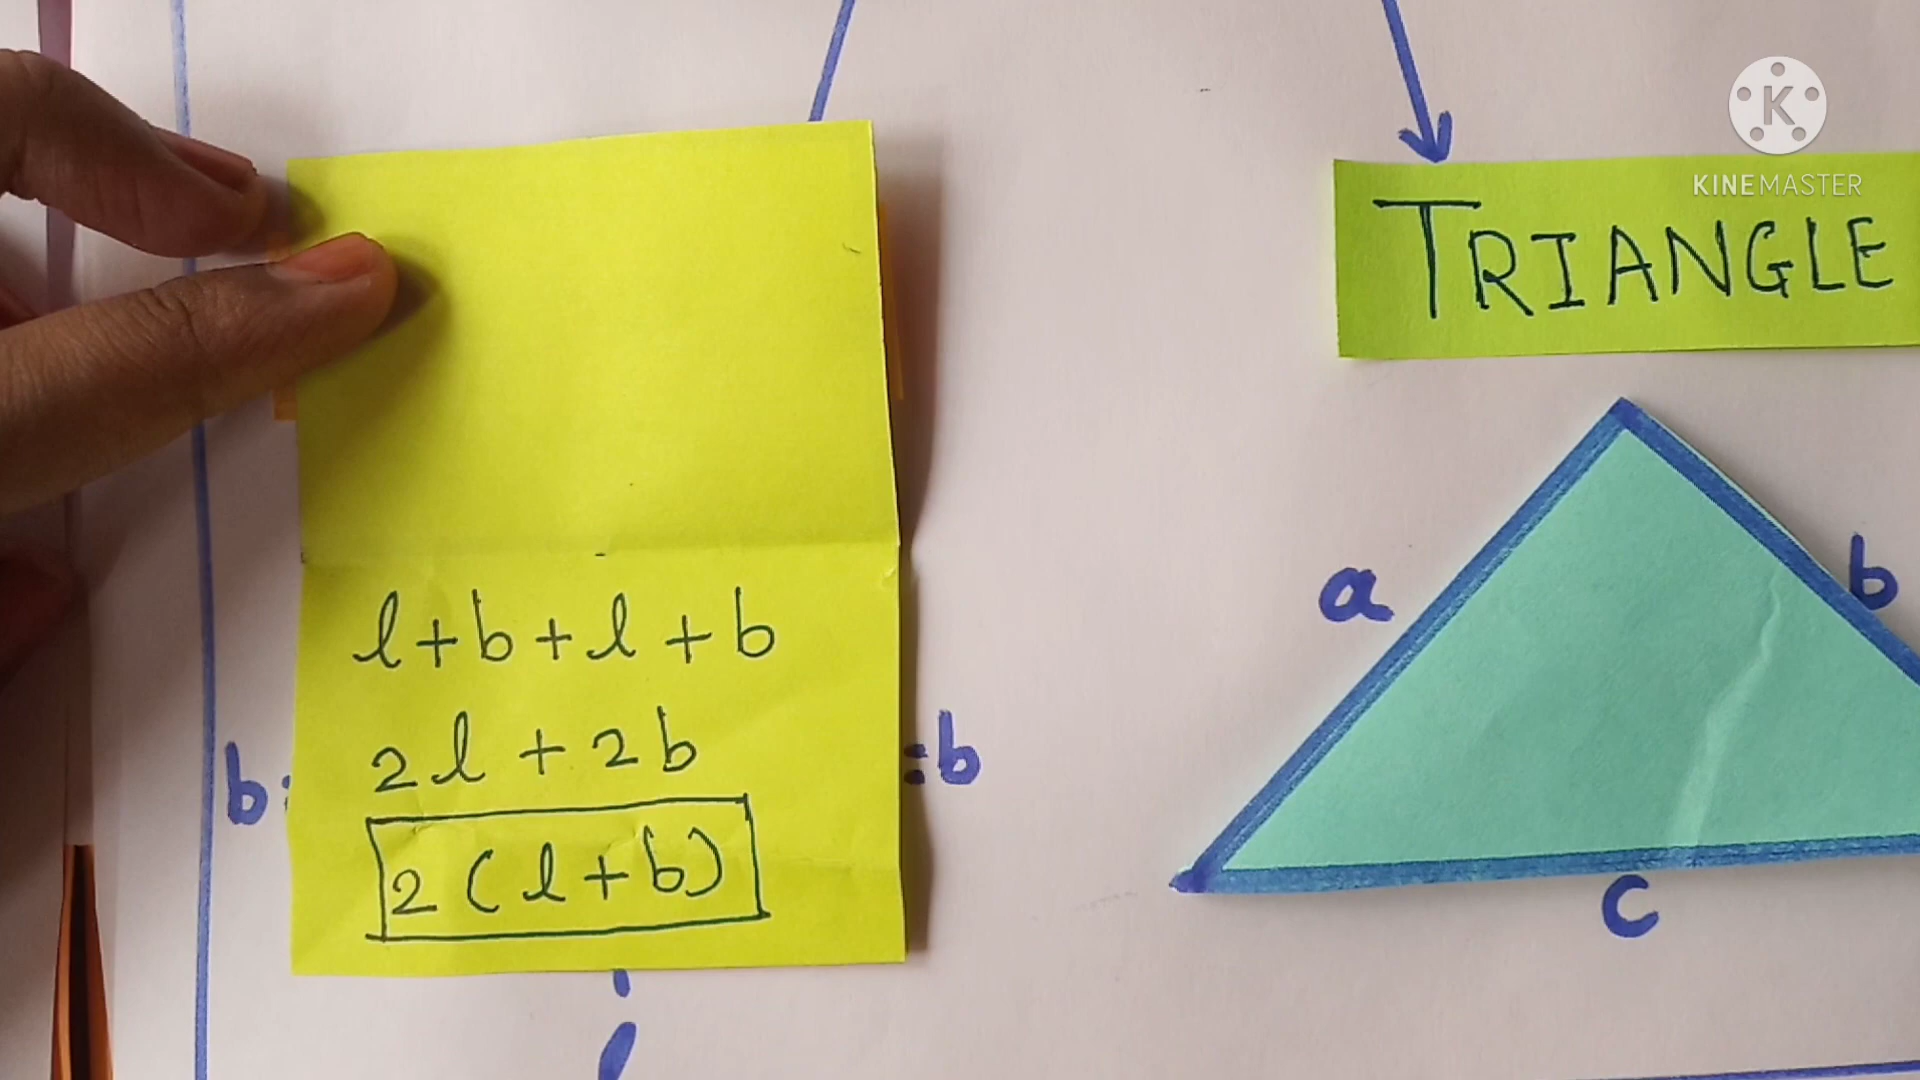 KINEMASTER
TRIANGLE
l+b+l+b
2l+2b
2(l+b)
b
=b
a
b
c
l